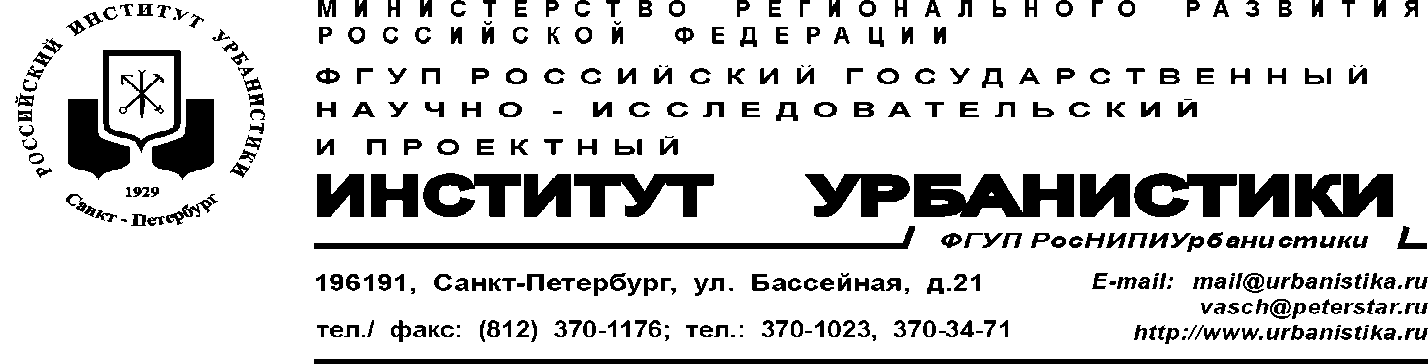 РОССИЙСКИЙ ИНСТИТУТ УРБАНИСТИКИ
1929
Санкт - Петербург
МИНИСТЕРСТВО РЕГИОНАЛЬНОГО РАЗВИТИЯ
РОССИЙСКОЙ ФЕДЕРАЦИИ
ФГУП РОССИЙСКИЙ ГОСУДАРСТВЕННЫЙ
НАУЧНО - ИССЛЕДОВАТЕЛЬСКИЙ
И ПРОЕКТНЫЙ
ИНСТИТУТ УРБАНИСТИКИ
ФГУП РосНИПИУрбанистики
196191, Санкт-Петербург, ул. Бассейная, д.21
тел./ факс: (812) 370-1176; тел.: 370-1023, 370-34-71
E-mail: mail@urbanistika.ru
vasch@peterstar.ru
http://www.urbanistika.ru